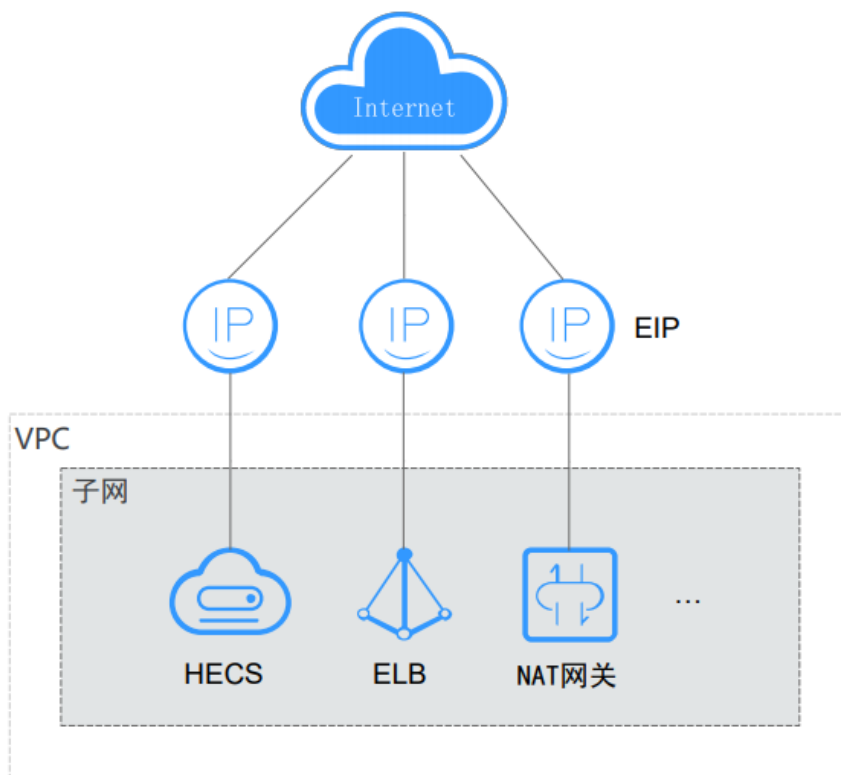 Internet
IP
IP
IP
EIP
VPC
子网
...
HECS
ELB
NAT网关